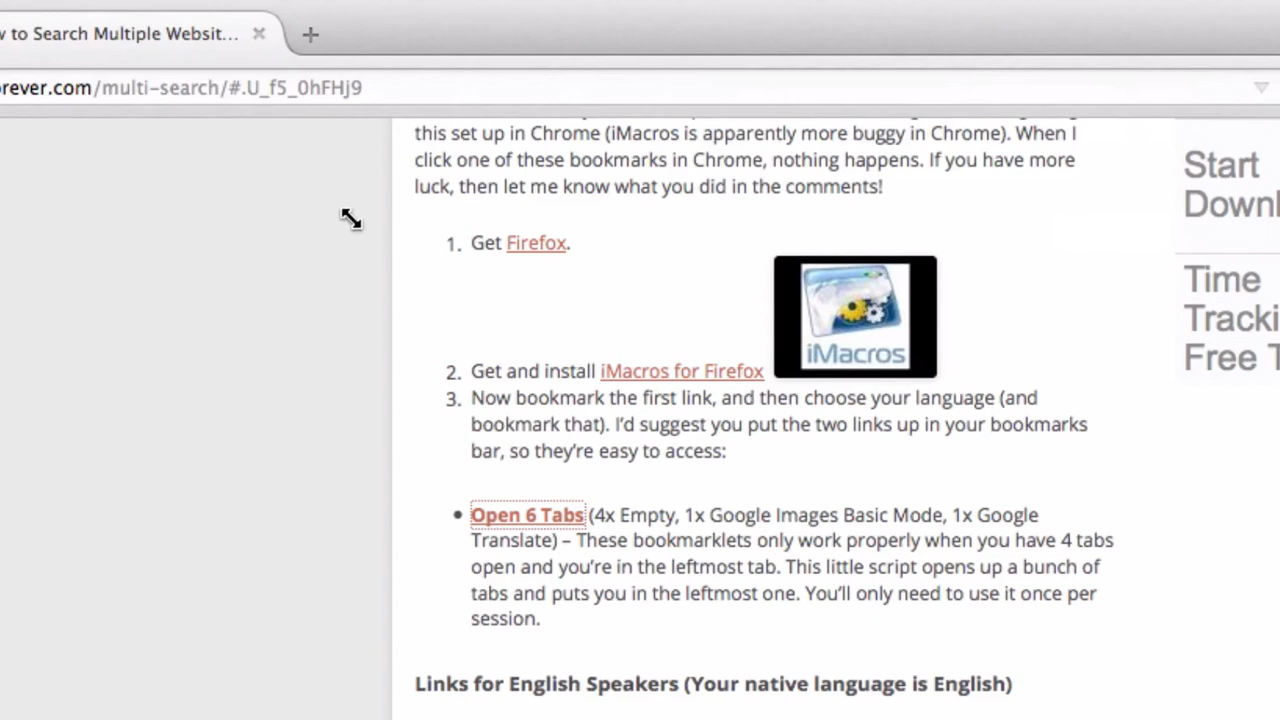 to Search Multiple Websit...
rever.com/multi-search/#.U_f5_0hFHj9
this set up in Chrome (iMacros is apparently more buggy in Chrome). When I
click one of these bookmarks in Chrome, nothing happens. If you have more
luck, then let me know what you did in the comments!
1. Get Firefox.
iMacros
2. Get and install iMacros for Firefox
3. Now bookmark the first link, and then choose your language (and
bookmark that). I’d suggest you put the two links up in your bookmarks
bar, so they’re easy to access:
• Open 6 Tabs (4x Empty, 1x Google Images Basic Mode, 1x Google
Translate) – These bookmarklets only work properly when you have 4 tabs
open and you’re in the leftmost tab. This little script opens up a bunch of
tabs and puts you in the leftmost one. You’ll only need to use it once per
session.
Links for English Speakers (Your native language is English)
Start
Downl
Time
Tracki
Free T